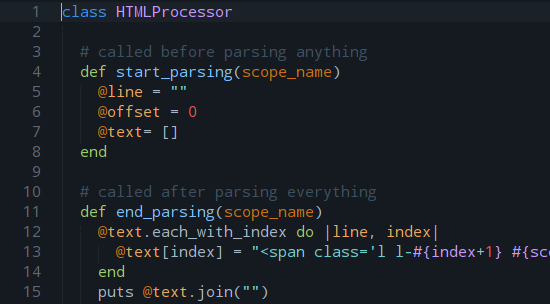 1 class HTMLProcessor
2
3 # called before parsing anything
4 def start_parsing(scope_name)
5 @line = ""
6 @offset = 0
7 @text= []
8 end
9
10 # called after parsing everything
11 def end_parsing(scope_name)
12 @text.each_with_index do |line, index|
13 @text[index] = "<span class='l l-#{index+1} #{sco
14 end
15 puts @text.join("")